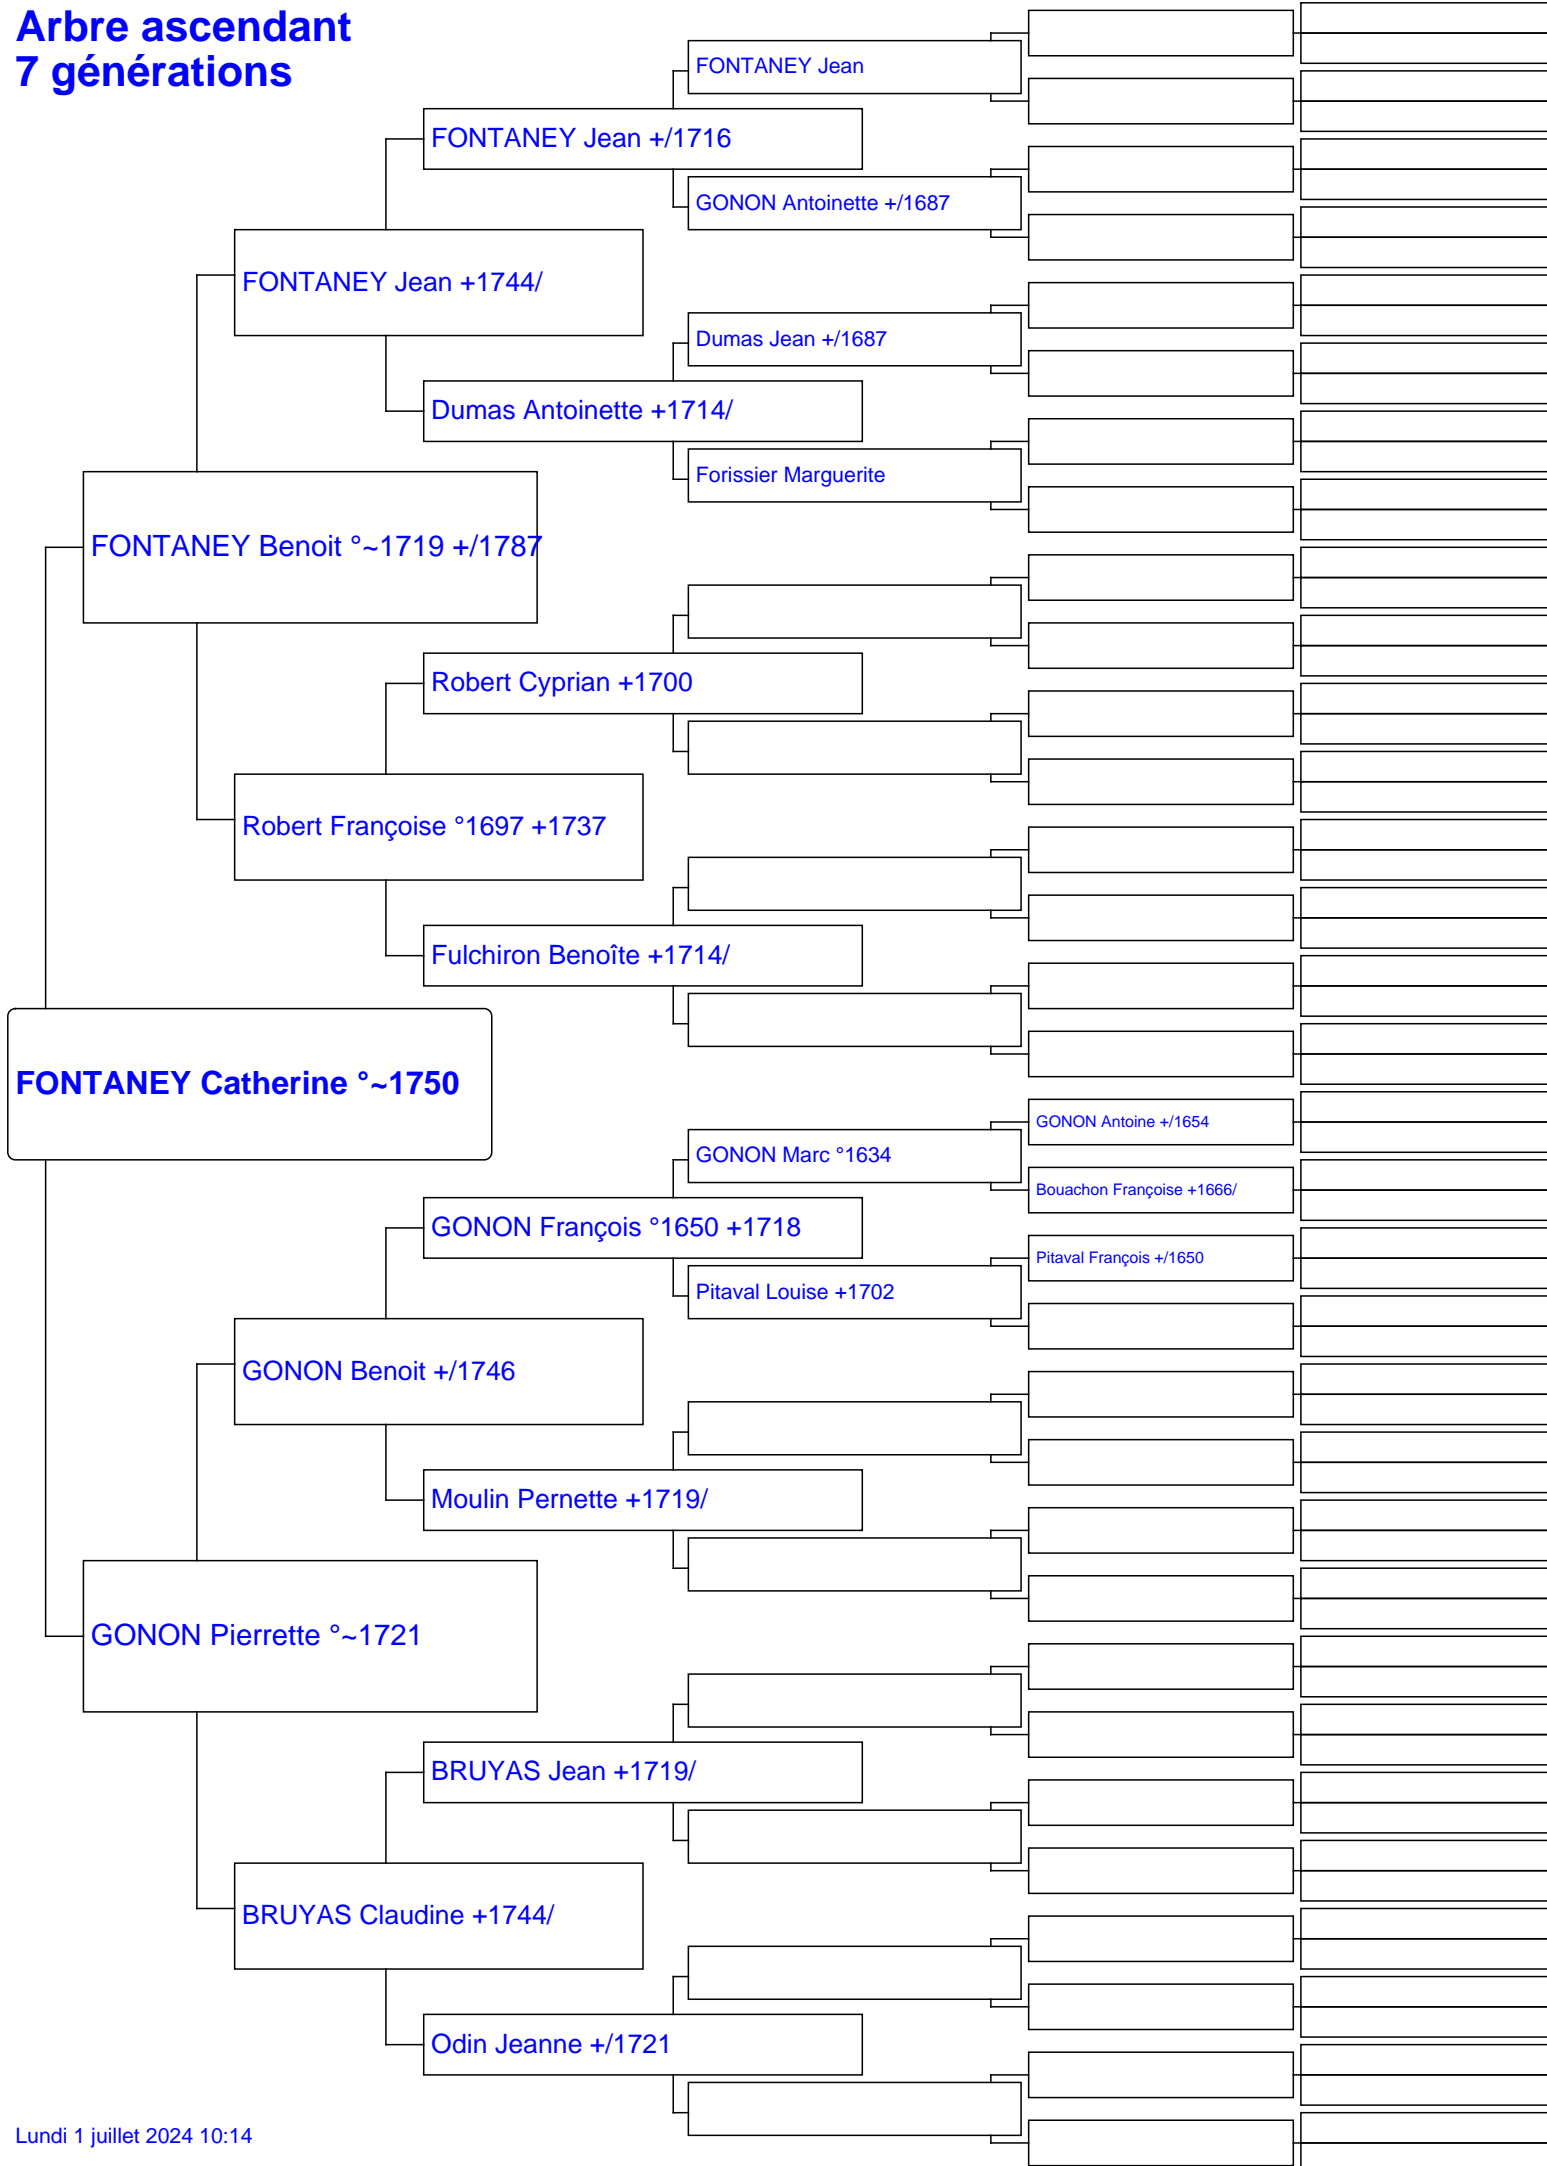 Arbre ascendant
7 générations
FONTANEY Jean
FONTANEY Jean +/1716
GONON Antoinette +/1687
FONTANEY Jean +1744/
Dumas Jean +/1687
Dumas Antoinette +1714/
Forissier Marguerite
FONTANEY Benoit °~1719 +/1787
Robert Cyprian +1700
Robert Françoise °1697 +1737
Fulchiron Benoîte +1714/
FONTANEY Catherine °~1750
GONON Antoine +/1654
GONON Marc °1634
Bouachon Françoise +1666/
GONON François °1650 +1718
Pitaval François +/1650
Pitaval Louise +1702
GONON Benoit +/1746
Moulin Pernette +1719/
GONON Pierrette °~1721
BRUYAS Jean +1719/
BRUYAS Claudine +1744/
Odin Jeanne +/1721
Lundi 1 juillet 2024 10:14